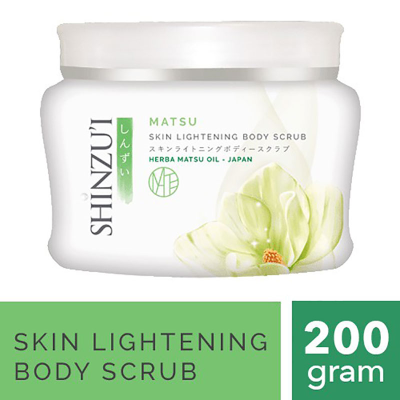 SHINZU'I
しんずい
MATSU
SKIN LIGHTENING BODY SCRUB
スキンライトニングボディースクラブ
HERBA MATSU OIL - JAPAN
SKIN LIGHTENING
BODY SCRUB
200
gram